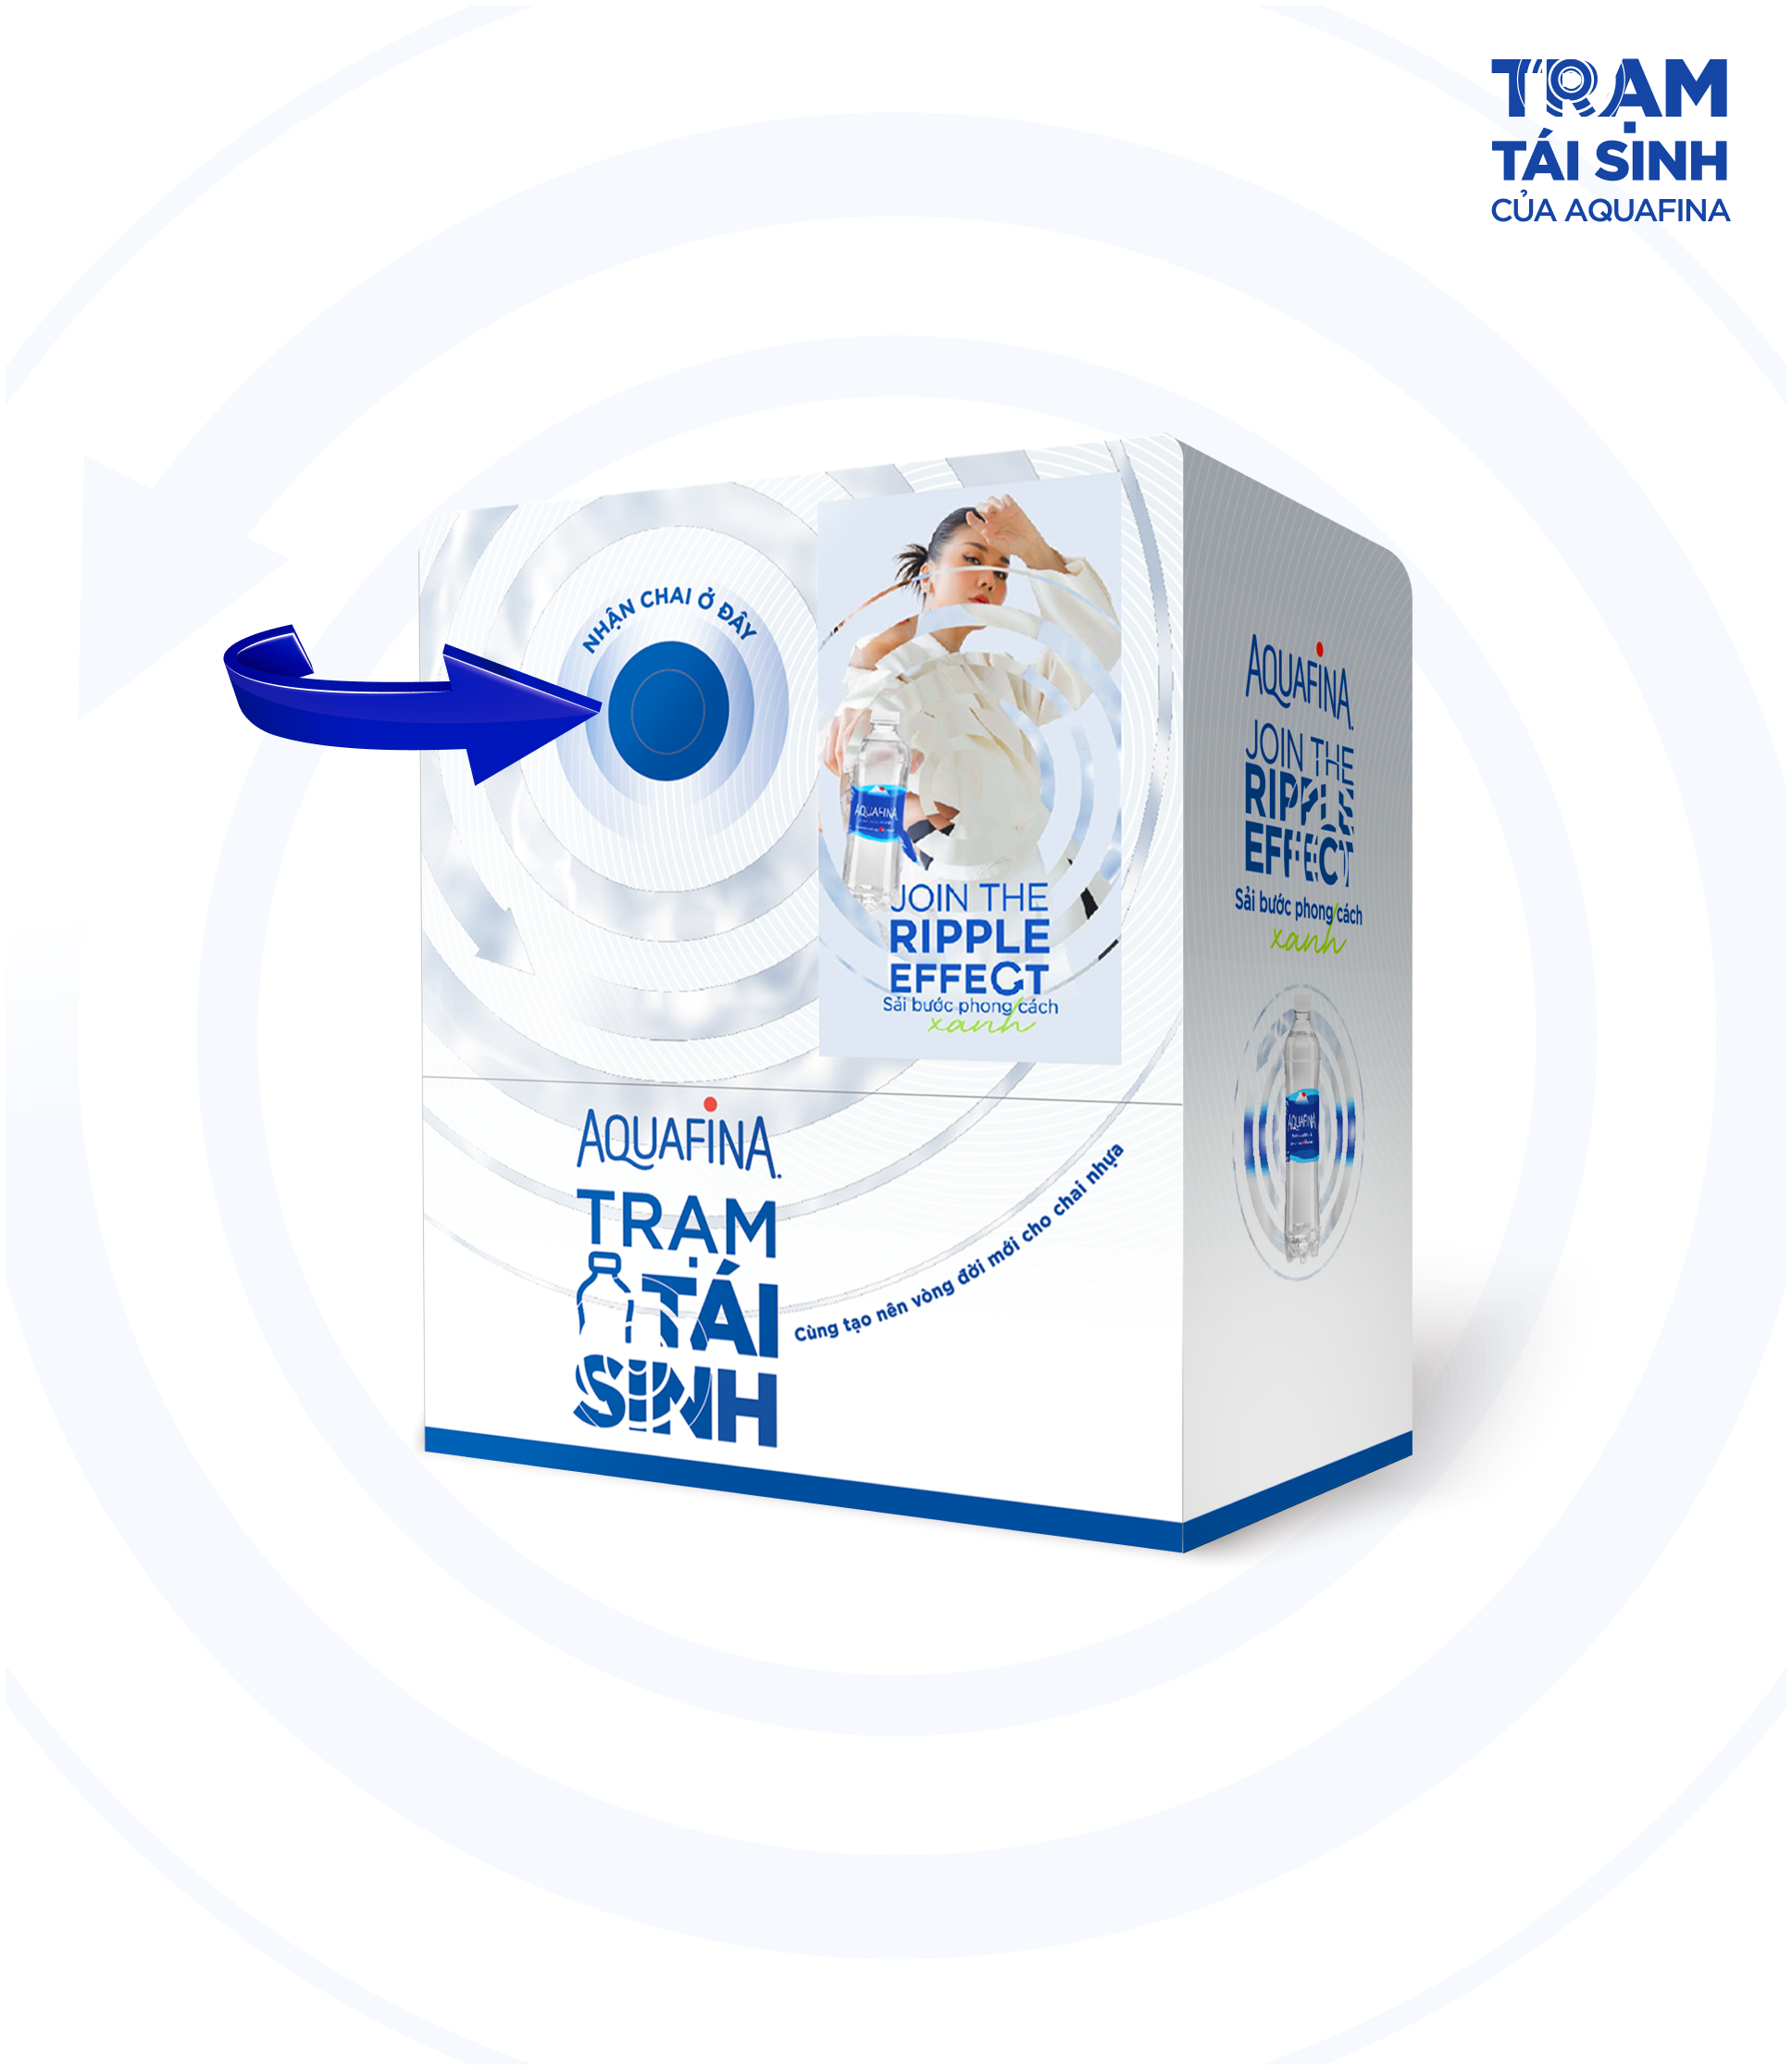 TRẠM
TÁI SINH
CỦA AQUAFINA
NHẬN CHAI Ở ĐÂY
AQUAFINA
JOIN THE
RIPPLE
EFFECT
Sải bước phong cách
xanh
AQUAFINA
TRẠM
TÁI
SINH
Cùng tạo nên vòng đời mới cho chai nhựa
AQUAFINA
JOIN THE
RIPPLE
EFFECT
Sải bước phong cách
xanh
AQUAFINA